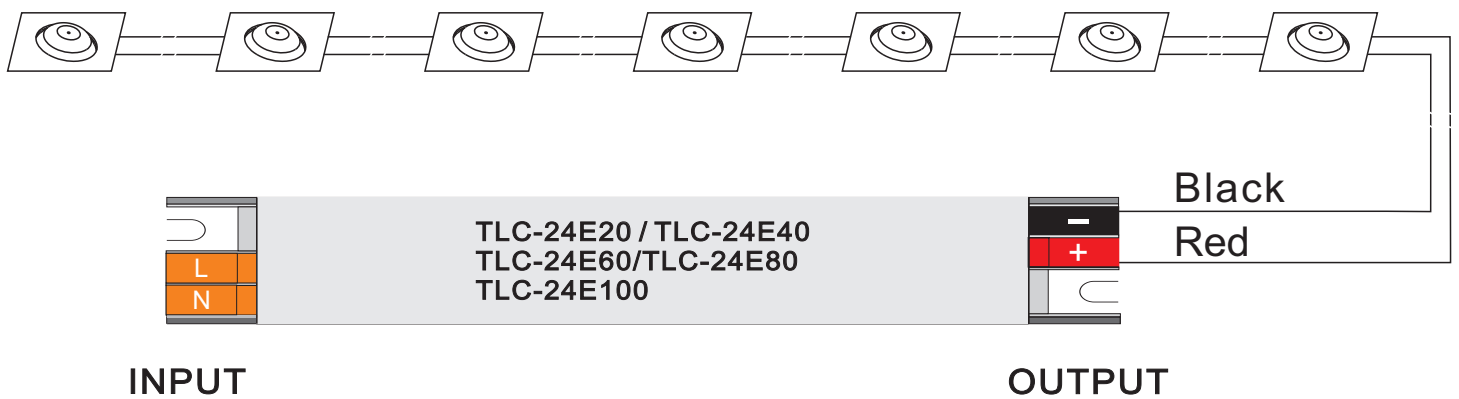 Black
TLC-24E20 / TLC-24E40
-
Red
TLC-24E60/TLC-24E80
+
L
TLC-24E100
N
INPUT
OUTPUT